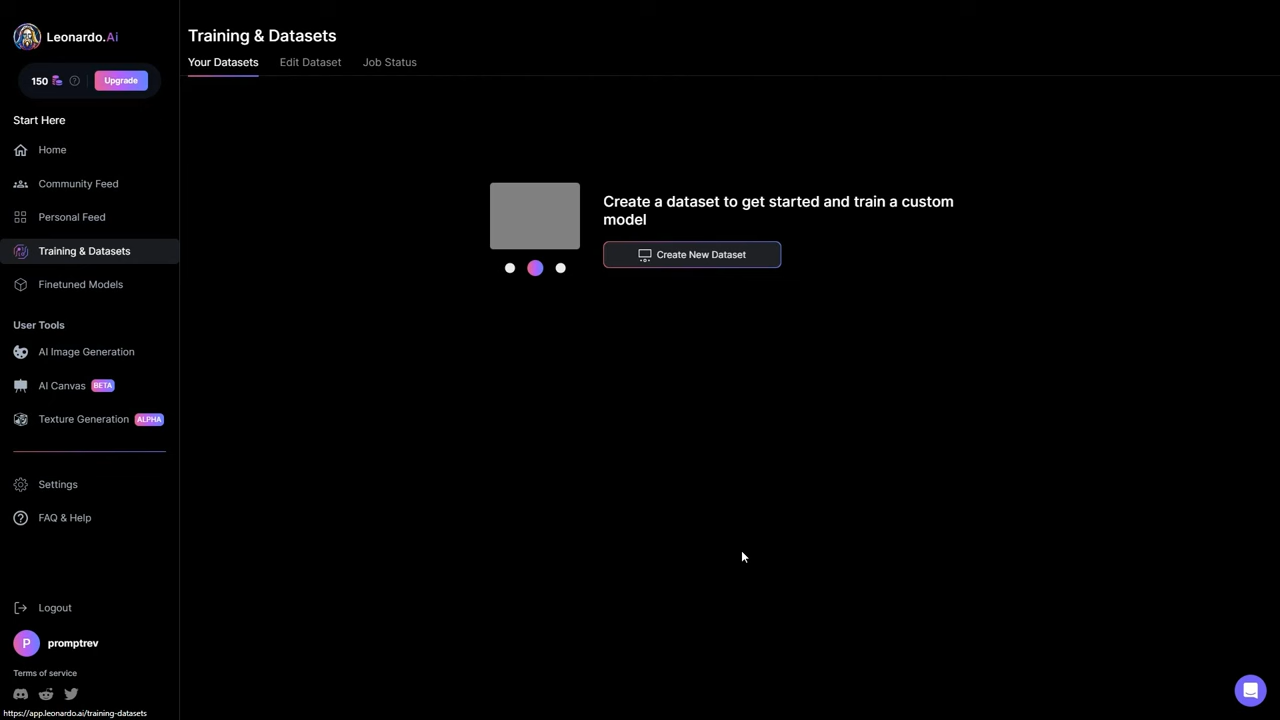 Leonardo.Ai
150
Upgrade
Start Here
Home
Community Feed
Personal Feed
Training & Datasets
Finetuned Models
User Tools
AI Image Generation
AI Canvas BETA
Texture Generation ALPHA
Settings
FAQ & Help
Logout
P promptrev
Terms of service
https://app.leonardo.ai/training-datasets
Training & Datasets
Your Datasets Edit Dataset Job Status
Create a dataset to get started and train a custom
model
Create New Dataset